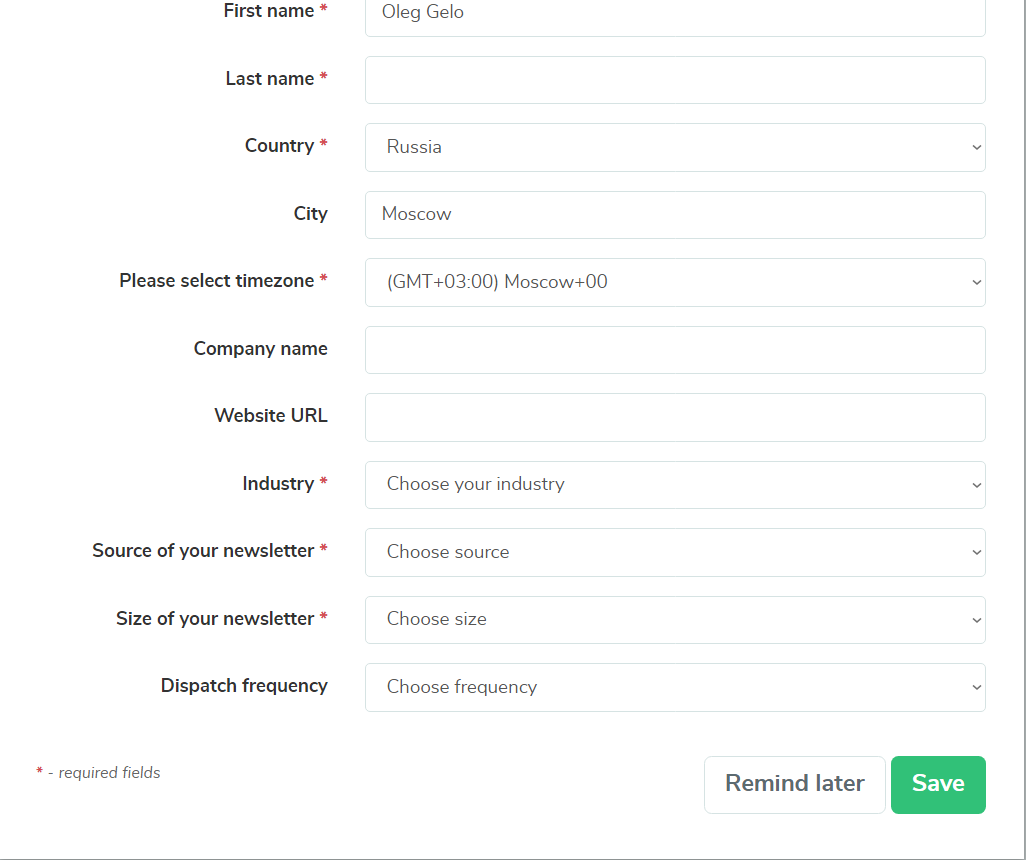 First name * Oleg Gelo
Last name *
Country * Russia
City Moscow
Please select timezone * (GMT+03:00) Moscow+00
Company name
Website URL
Industry * Choose your industry
Source of your newsletter * Choose source
Size of your newsletter * Choose size
Dispatch frequency Choose frequency
* - required fields Remind later Save